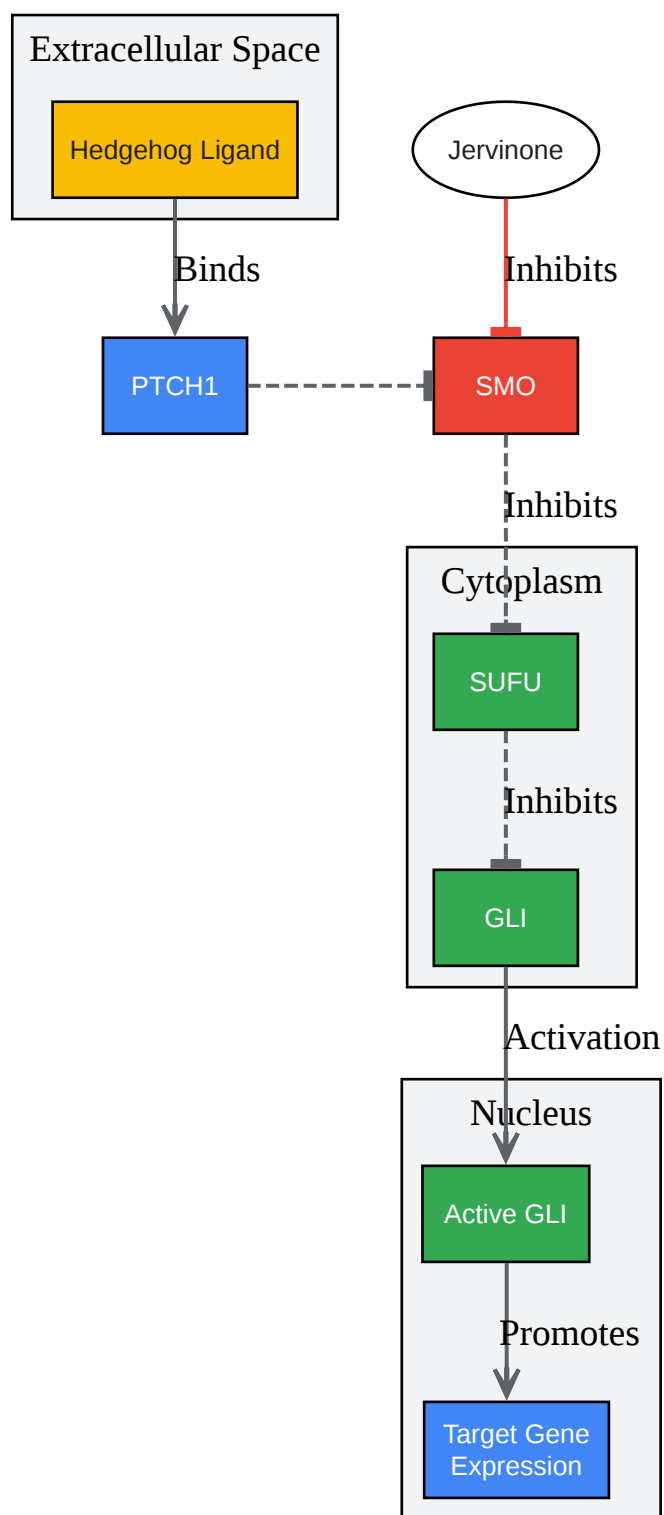 Extracellular Space
Hedgehog Ligand
Jervinone
Binds
Inhibits
PTCH1
SMO
Inhibits
Cytoplasm
SUFU
Inhibits
GLI
Activation
Nucleus
Active GLI
Promotes
Target Gene
Expression